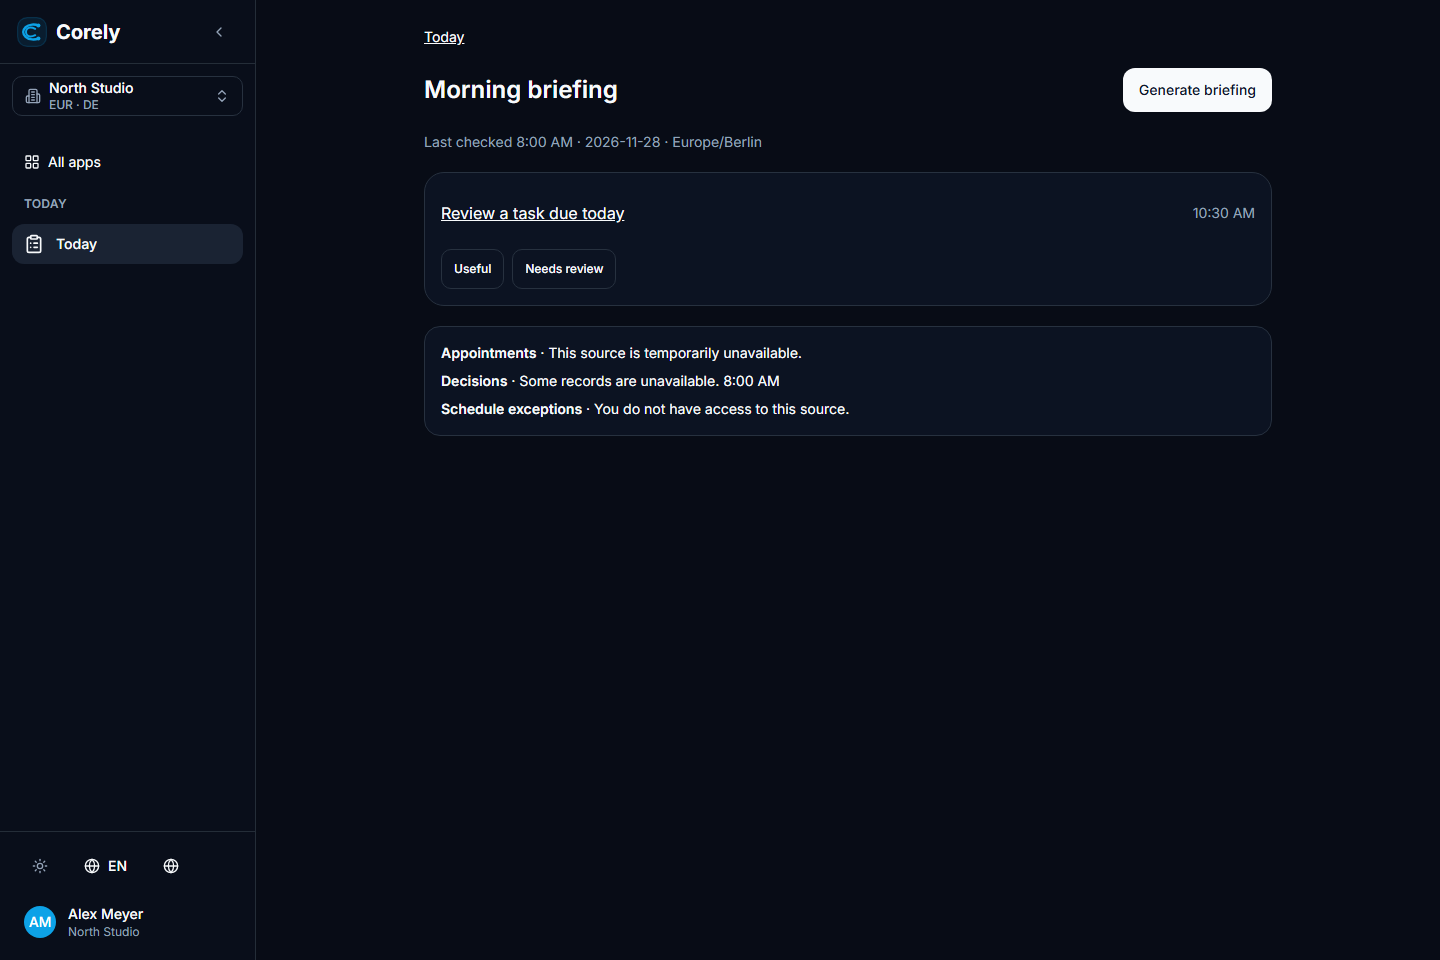 Corely
North Studio
EUR · DE
All apps
TODAY
Today
EN
AM
Alex Meyer
North Studio
Today
Morning briefing
Generate briefing
Last checked 8:00 AM · 2026-11-28 · Europe/Berlin
Review a task due today
10:30 AM
Useful
Needs review
Appointments · This source is temporarily unavailable.
Decisions · Some records are unavailable. 8:00 AM
Schedule exceptions · You do not have access to this source.